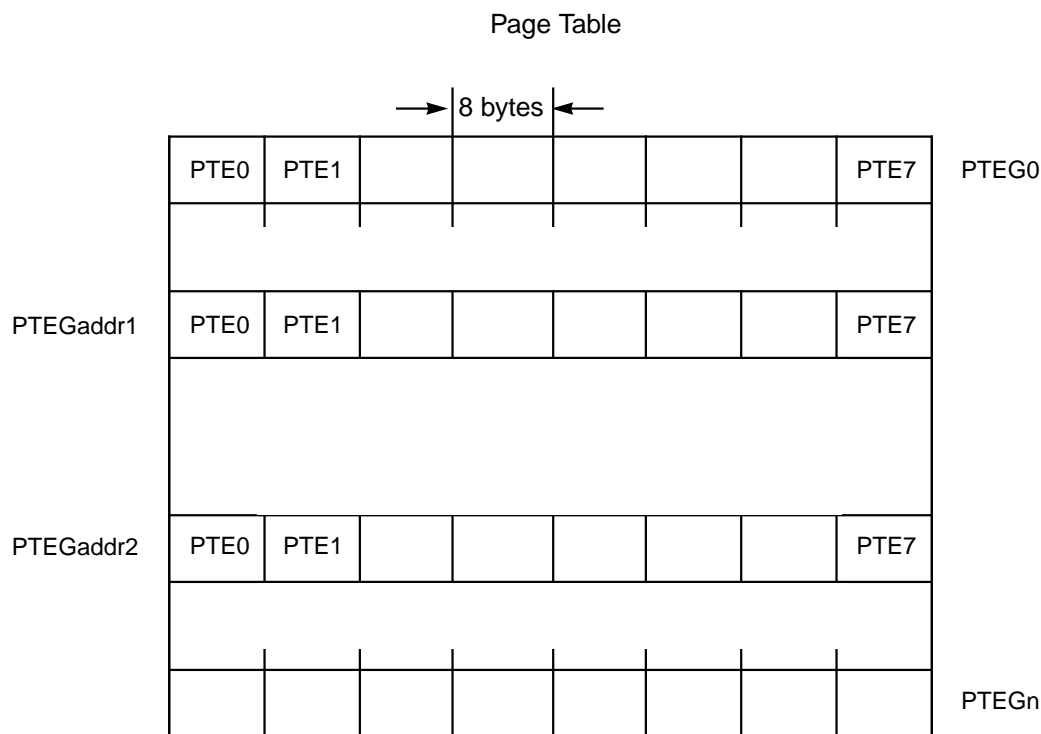 Page Table
8 bytes
PTE0 PTE1 PTE7 PTEG0
PTEGaddr1 PTE0 PTE1 PTE7
PTEGaddr2 PTE0 PTE1 PTE7
PTEGn